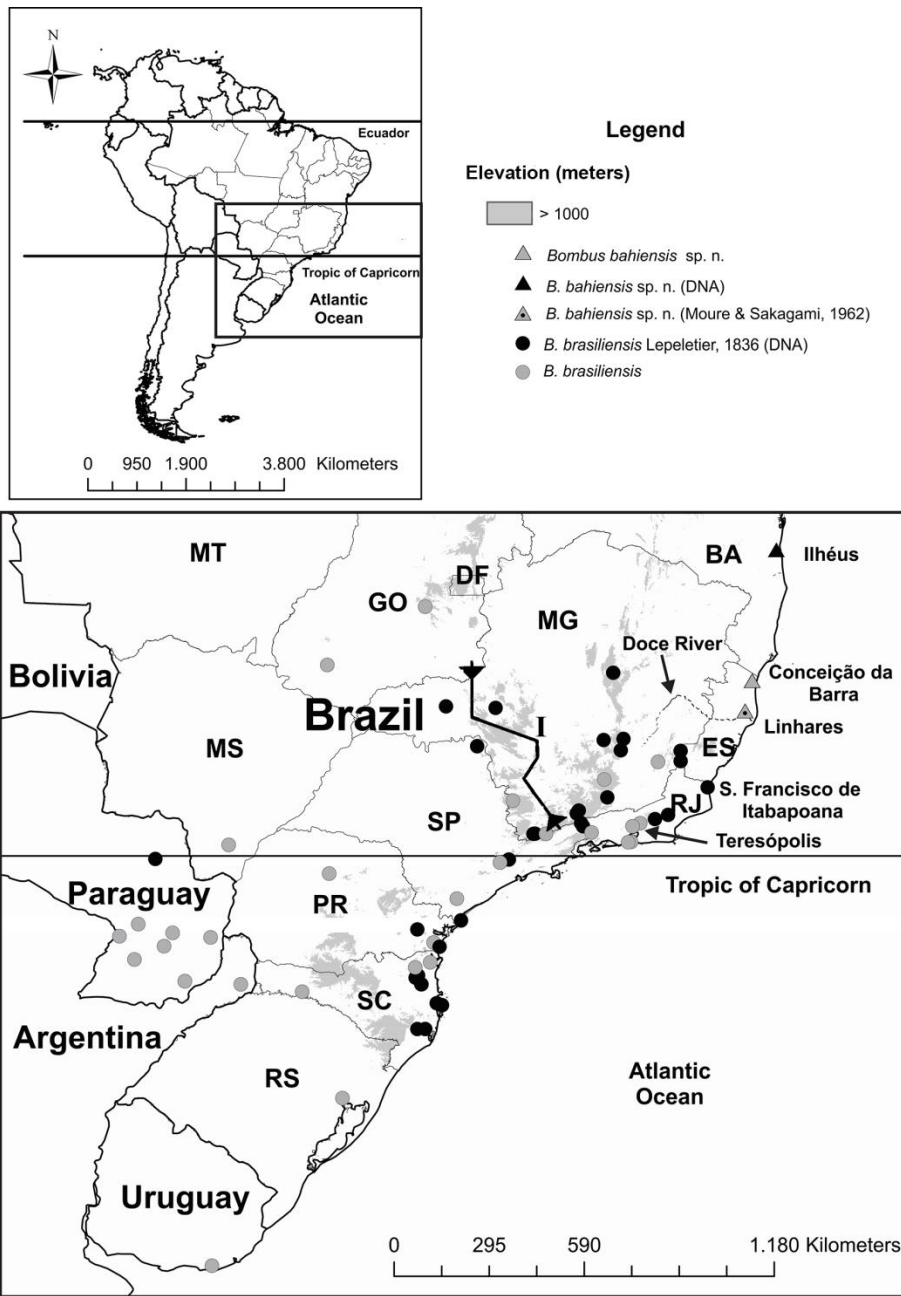 N
Ecuador
Tropic of Capricorn
Atlantic
Ocean
0 950 1.900 3.800 Kilometers
Legend
Elevation (meters)
> 1000
Bombus bahiensis sp. n.
B. bahiensis sp. n. (DNA)
B. bahiensis sp. n. (Moure & Sakagami, 1962)
B. brasiliensis Lepeletier, 1836 (DNA)
B. brasiliensis
MT
BA
Ilhéus
DF
GO
MG
Doce River
Bolivia
Conceição da
Barra
Brazil
I
Linhares
MS
ES
S. Francisco de
Itabapoana
RJ
SP
Teresópolis
Tropic of Capricorn
Paraguay
PR
SC
Argentina
RS
Atlantic
Ocean
Uruguay
0 295 590 1.180 Kilometers